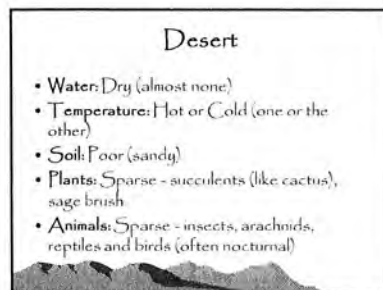 Desert
• Water: Dry (almost none)
• Temperature: Hot or Cold (one or the
other)
• Soil: Poor (sandy)
• Plants: Sparse - succulents (like cactus),
sage brush
• Animals: Sparse - insects, arachnids,
reptiles and birds (often nocturnal)